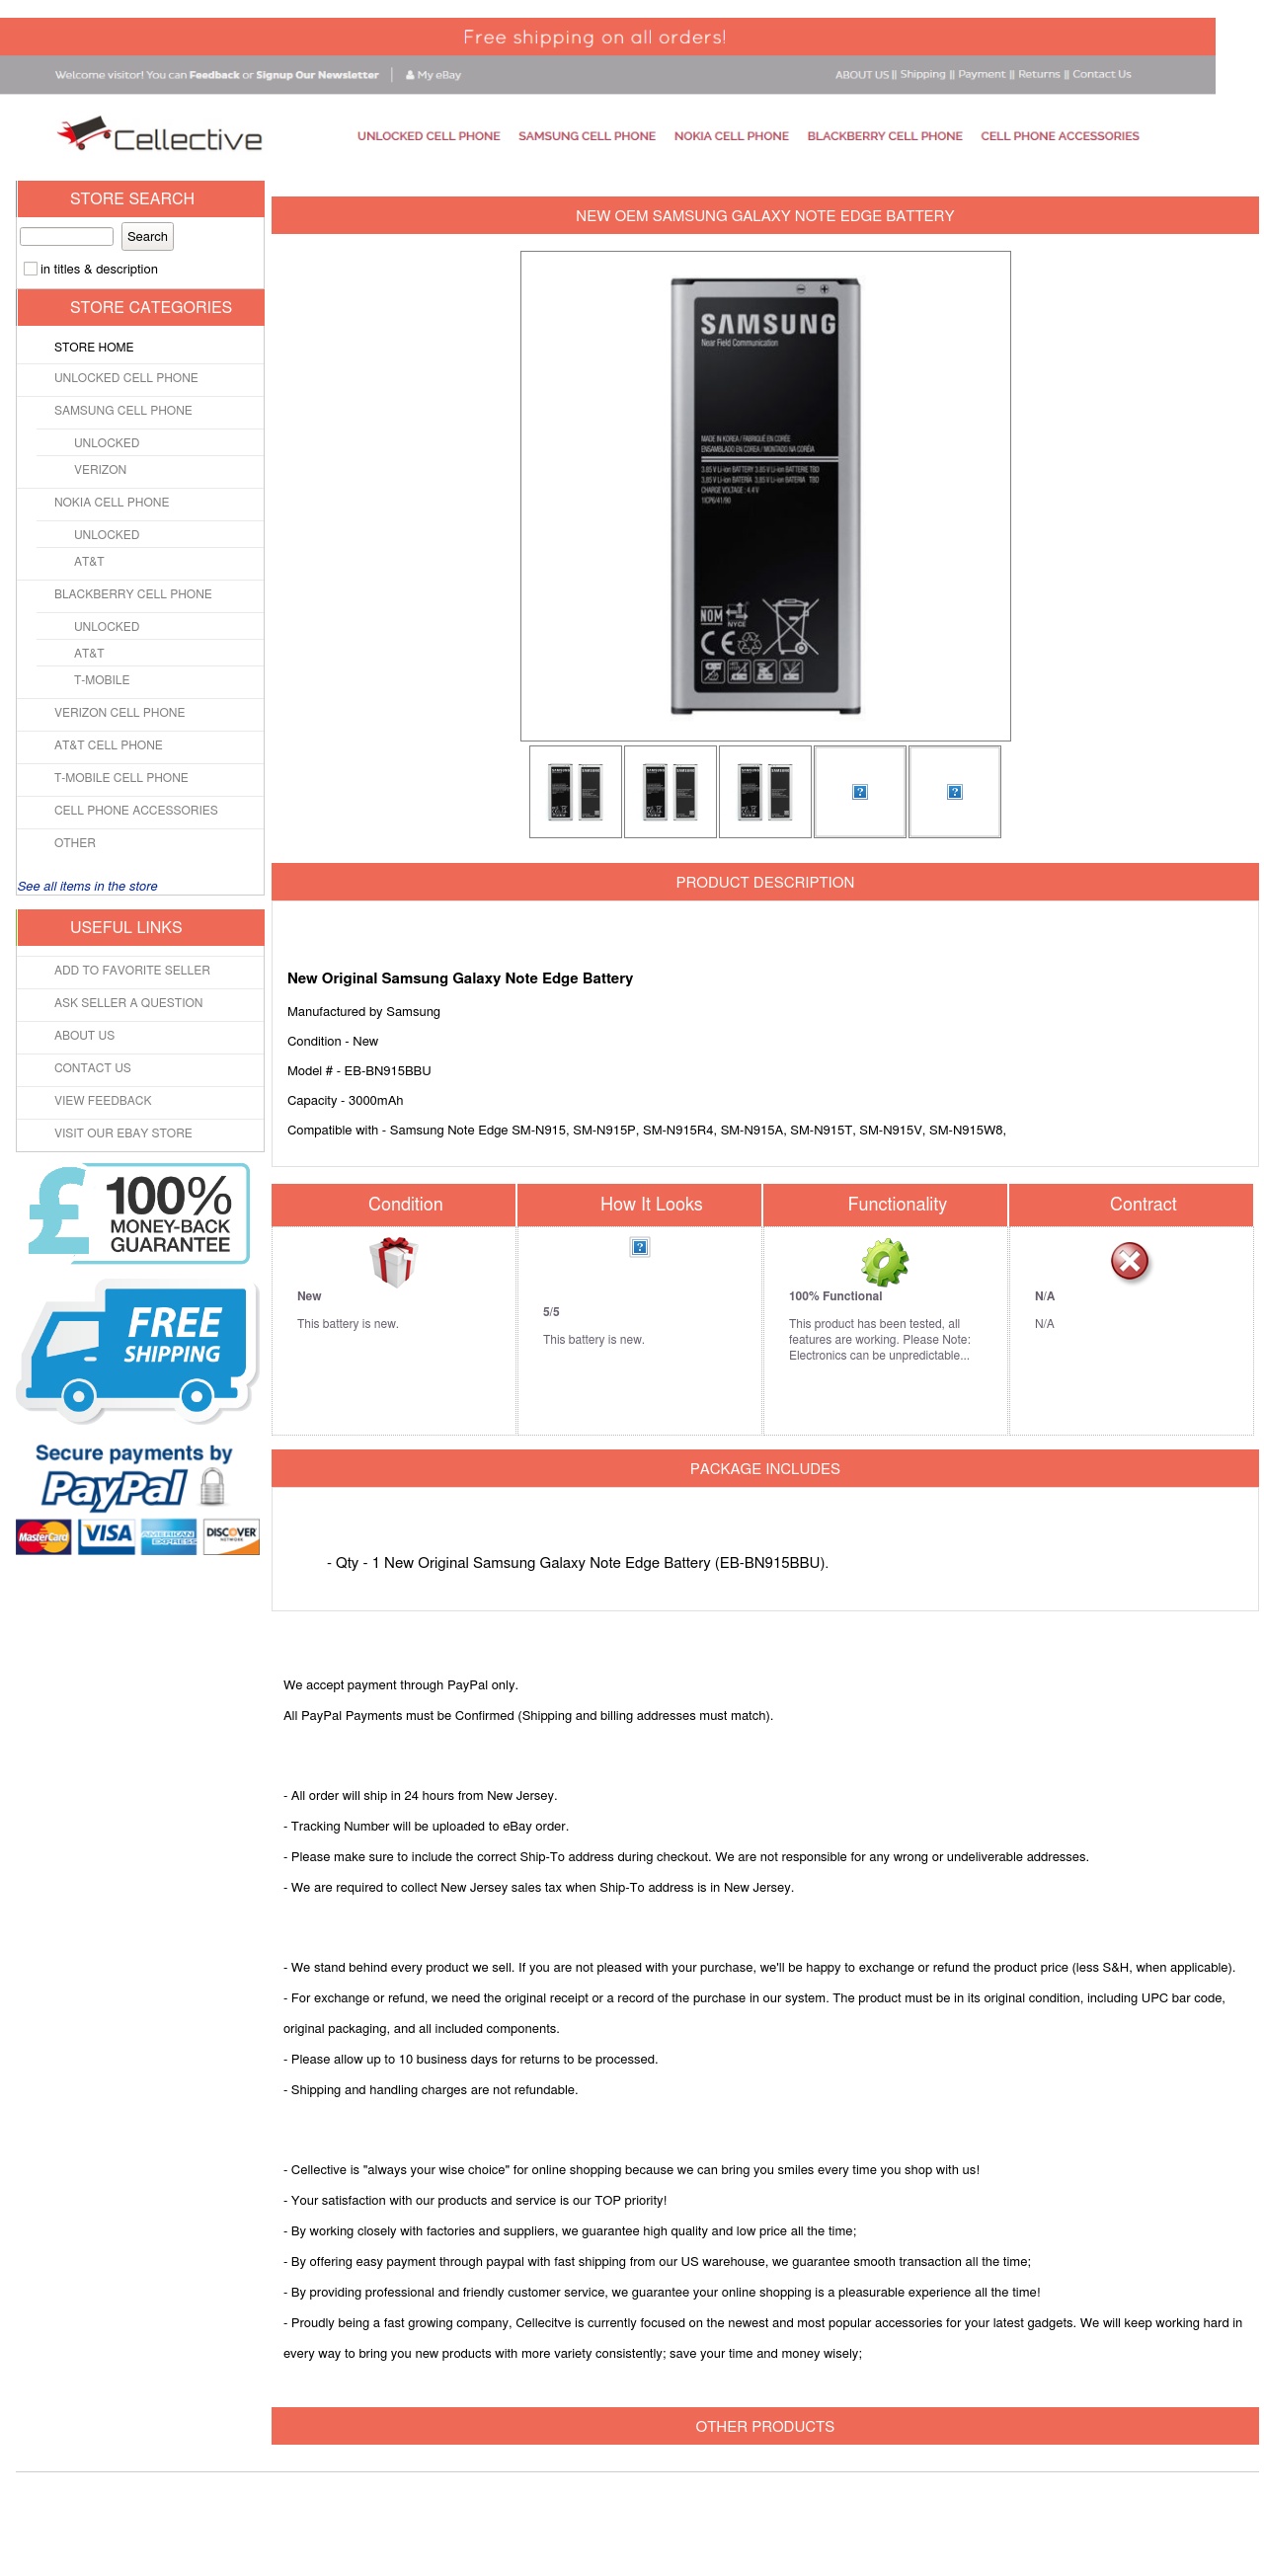 Free shipping on all orders!
Welcome visitor! You can Feedback or Signup Our Newsletter | My eBay
ABOUT US || Shipping || Payment || Returns || Contact Us
Cellective
UNLOCKED CELL PHONE SAMSUNG CELL PHONE NOKIA CELL PHONE BLACKBERRY CELL PHONE CELL PHONE ACCESSORIES
STORE SEARCH
Search
in titles & description
STORE CATEGORIES
STORE HOME
UNLOCKED CELL PHONE
SAMSUNG CELL PHONE
UNLOCKED
VERIZON
NOKIA CELL PHONE
UNLOCKED
AT&T
BLACKBERRY CELL PHONE
UNLOCKED
AT&T
T-MOBILE
VERIZON CELL PHONE
AT&T CELL PHONE
T-MOBILE CELL PHONE
CELL PHONE ACCESSORIES
OTHER
See all items in the store
USEFUL LINKS
ADD TO FAVORITE SELLER
ASK SELLER A QUESTION
ABOUT US
CONTACT US
VIEW FEEDBACK
VISIT OUR EBAY STORE
£ 100%
MONEY-BACK
GUARANTEE
FREE
SHIPPING
Secure payments by
PayPal
MasterCard VISA AMERICAN EXPRESS DISCOVER NETWORK
NEW OEM SAMSUNG GALAXY NOTE EDGE BATTERY
SAMSUNG
Near Field Communication
MADE IN KOREA / FABRIQUÉ EN CORÉE
ENSAMBLADO EN COREA / MONTADO NA CORÉIA
3.85 V Li-ion BATTERY 3.85 V Li-ion BATTERIE TBD
3.85 V Li-ion BATERÍA 3.85 V Li-ion BATERIA TBD
CHARGE VOLTAGE : 4.4 V
1ICP6/41/90
NOM
NYCE
CE
PRODUCT DESCRIPTION
New Original Samsung Galaxy Note Edge Battery
Manufactured by Samsung
Condition - New
Model # - EB-BN915BBU
Capacity - 3000mAh
Compatible with - Samsung Note Edge SM-N915, SM-N915P, SM-N915R4, SM-N915A, SM-N915T, SM-N915V, SM-N915W8,
Condition
New
This battery is new.
How It Looks
5/5
This battery is new.
Functionality
100% Functional
This product has been tested, all
features are working. Please Note:
Electronics can be unpredictable...
Contract
N/A
N/A
PACKAGE INCLUDES
- Qty - 1 New Original Samsung Galaxy Note Edge Battery (EB-BN915BBU).
We accept payment through PayPal only.
All PayPal Payments must be Confirmed (Shipping and billing addresses must match).
- All order will ship in 24 hours from New Jersey.
- Tracking Number will be uploaded to eBay order.
- Please make sure to include the correct Ship-To address during checkout. We are not responsible for any wrong or undeliverable addresses.
- We are required to collect New Jersey sales tax when Ship-To address is in New Jersey.
- We stand behind every product we sell. If you are not pleased with your purchase, we'll be happy to exchange or refund the product price (less S&H, when applicable).
- For exchange or refund, we need the original receipt or a record of the purchase in our system. The product must be in its original condition, including UPC bar code,
original packaging, and all included components.
- Please allow up to 10 business days for returns to be processed.
- Shipping and handling charges are not refundable.
- Cellective is "always your wise choice" for online shopping because we can bring you smiles every time you shop with us!
- Your satisfaction with our products and service is our TOP priority!
- By working closely with factories and suppliers, we guarantee high quality and low price all the time;
- By offering easy payment through paypal with fast shipping from our US warehouse, we guarantee smooth transaction all the time;
- By providing professional and friendly customer service, we guarantee your online shopping is a pleasurable experience all the time!
- Proudly being a fast growing company, Cellecitve is currently focused on the newest and most popular accessories for your latest gadgets. We will keep working hard in
every way to bring you new products with more variety consistently; save your time and money wisely;
OTHER PRODUCTS